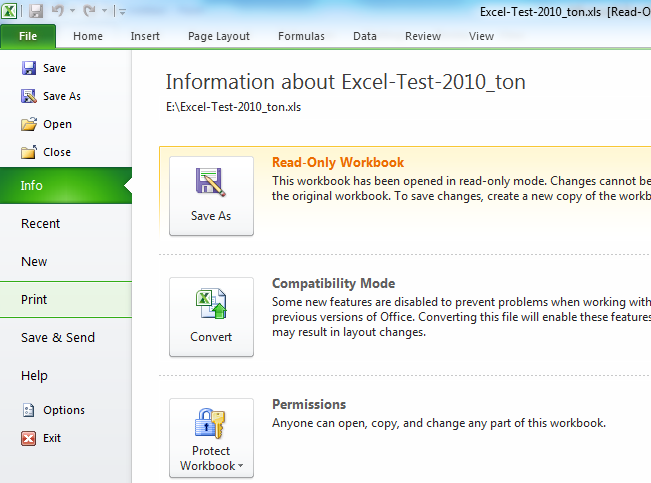 Excel-Test-2010_ton.xls [Read-O
File Home Insert Page Layout Formulas Data Review View
Save
Save As
Open
Close
Info
Recent
New
Print
Save & Send
Help
Options
Exit
Information about Excel-Test-2010_ton
E:\Excel-Test-2010_ton.xls
Save As
Read-Only Workbook
This workbook has been opened in read-only mode. Changes cannot be
the original workbook. To save changes, create a new copy of the workb
Convert
Compatibility Mode
Some new features are disabled to prevent problems when working with
previous versions of Office. Converting this file will enable these features
may result in layout changes.
Protect
Workbook
Permissions
Anyone can open, copy, and change any part of this workbook.